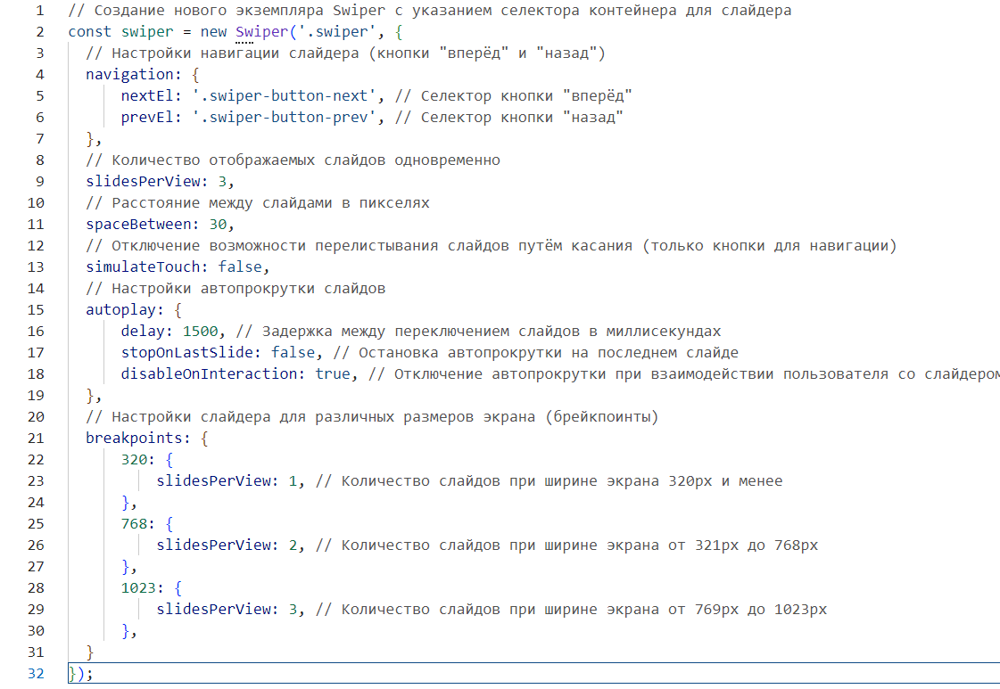 1 // Создание нового экземпляра Swiper с указанием селектора контейнера для слайдера
2 const swiper = new Swiper('.swiper', {
3 // Настройки навигации слайдера (кнопки "вперёд" и "назад")
4 navigation: {
5 nextEl: '.swiper-button-next', // Селектор кнопки "вперёд"
6 prevEl: '.swiper-button-prev', // Селектор кнопки "назад"
7 },
8 // Количество отображаемых слайдов одновременно
9 slidesPerView: 3,
10 // Расстояние между слайдами в пикселях
11 spaceBetween: 30,
12 // Отключение возможности перелистывания слайдов путём касания (только кнопки для навигации)
13 simulateTouch: false,
14 // Настройки автопрокрутки слайдов
15 autoplay: {
16 delay: 1500, // Задержка между переключением слайдов в миллисекундах
17 stopOnLastSlide: false, // Остановка автопрокрутки на последнем слайде
18 disableOnInteraction: true, // Отключение автопрокрутки при взаимодействии пользователя со слайдером
19 },
20 // Настройки слайдера для различных размеров экрана (брейкпоинты)
21 breakpoints: {
22 320: {
23 slidesPerView: 1, // Количество слайдов при ширине экрана 320px и менее
24 },
25 768: {
26 slidesPerView: 2, // Количество слайдов при ширине экрана от 321px до 768px
27 },
28 1023: {
29 slidesPerView: 3, // Количество слайдов при ширине экрана от 769px до 1023px
30 },
31 }
32 });